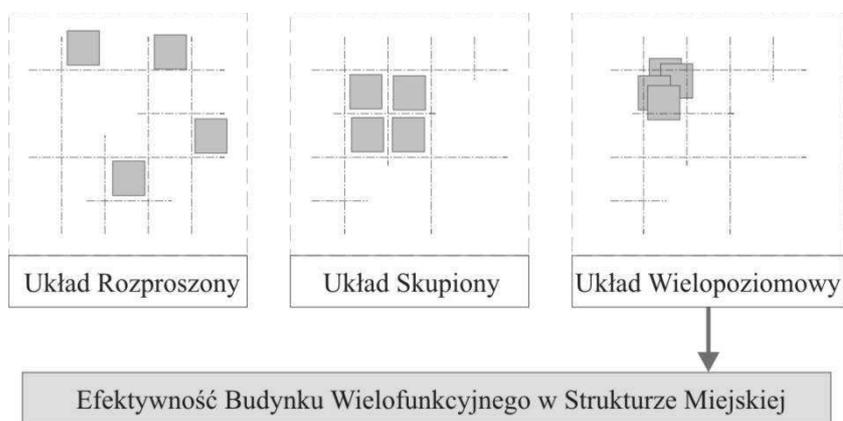 Układ Rozproszony
Układ Skupiony
Układ Wielopoziomowy
Efektywność Budynku Wielofunkcyjnego w Strukturze Miejskiej